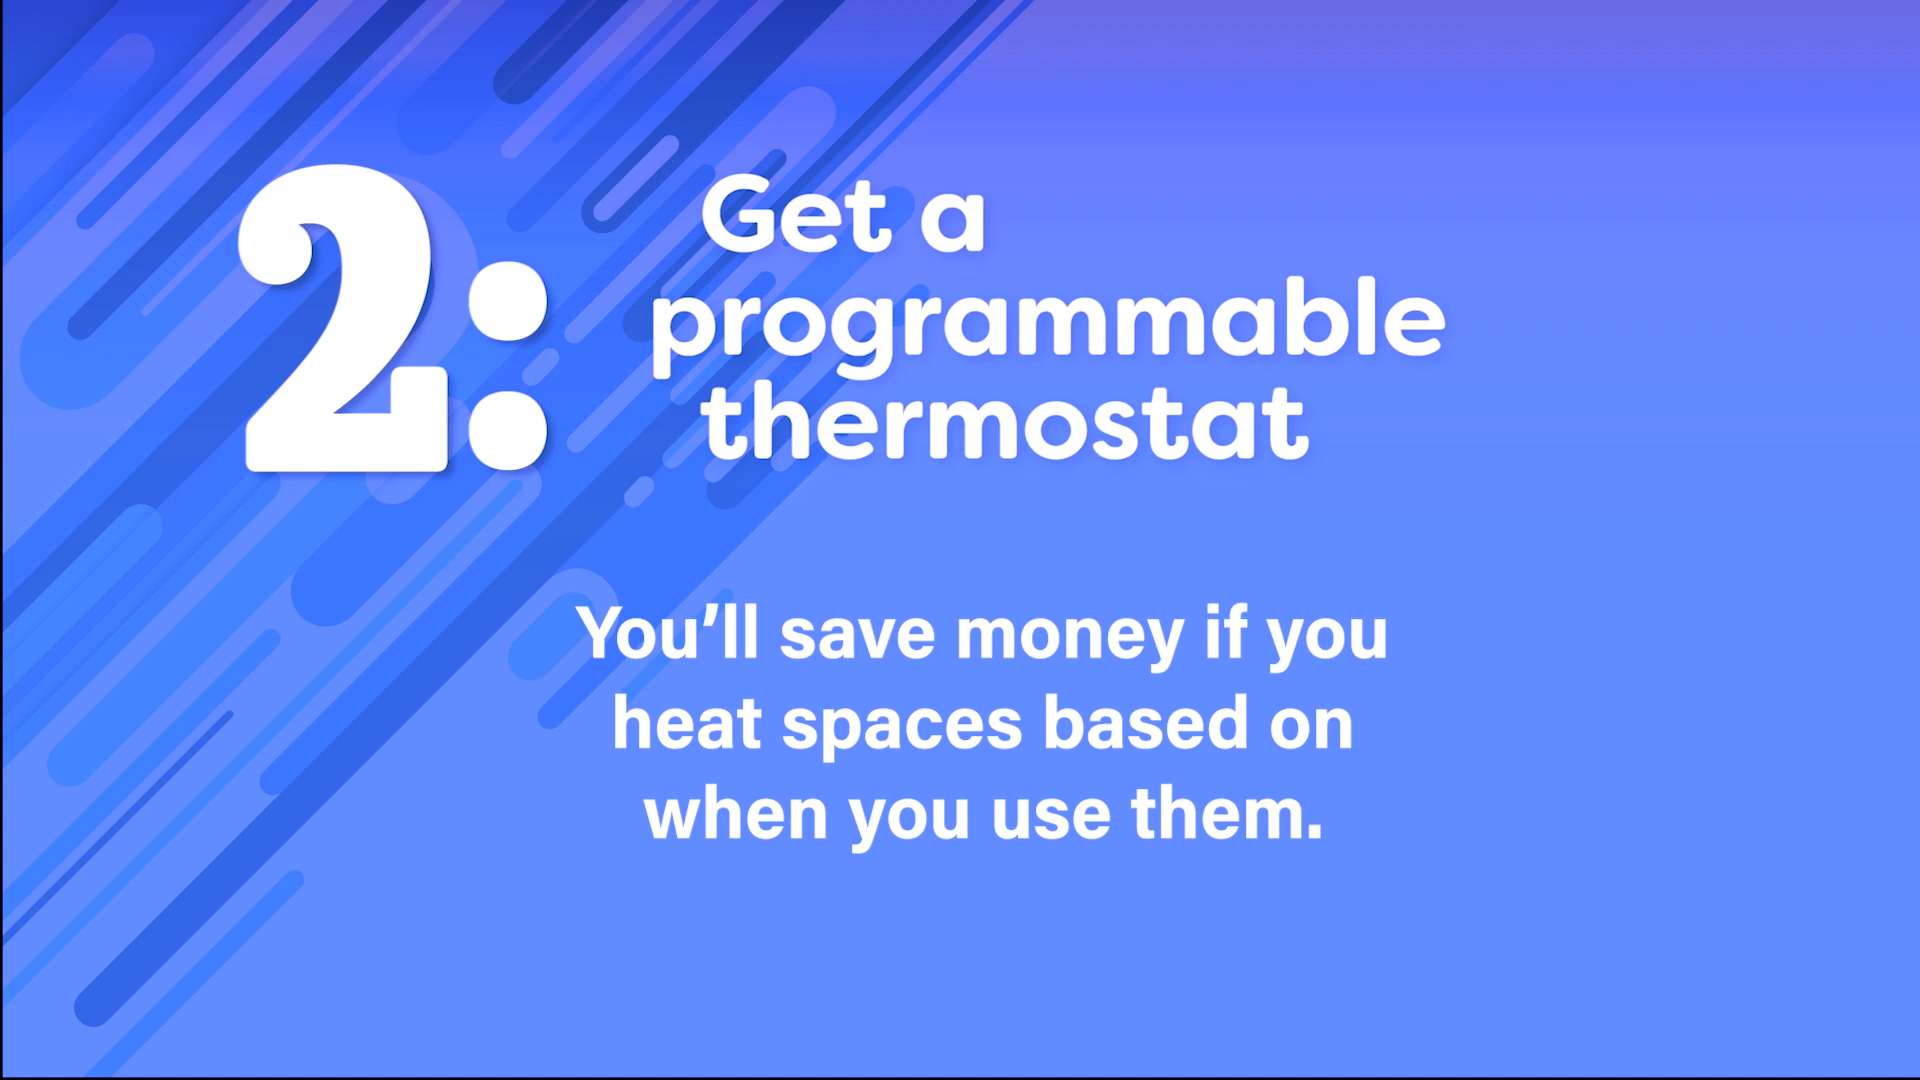 2:
Get a
programmable
thermostat
You’ll save money if you
heat spaces based on
when you use them.